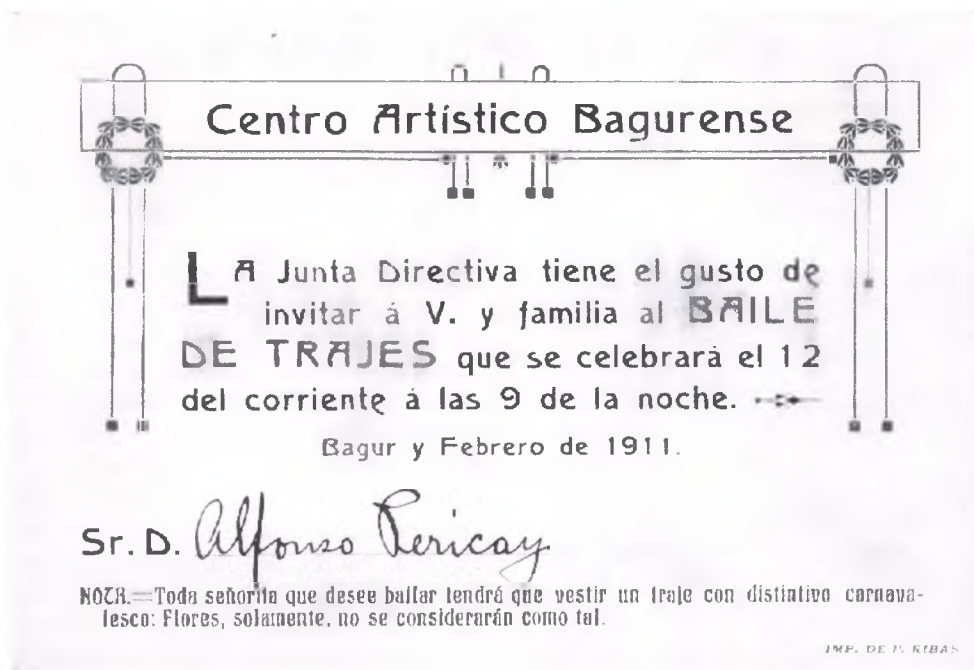 Centro Artístico Bagurense
LA Junta Directiva tiene el gusto de
invitar á V. y familia al BAILE
DE TRAJES que se celebrará el 12
del corriente á las 9 de la noche.
Bagur y Febrero de 1911.
Sr. D. Alfonso Pericay
NOTA.=Toda señorita que desee bailar tendrá que vestir un traje con distintivo carnava-
lesco: Flores, solamente, no se considerarán como tal.
IMP. DE P. RIBAS